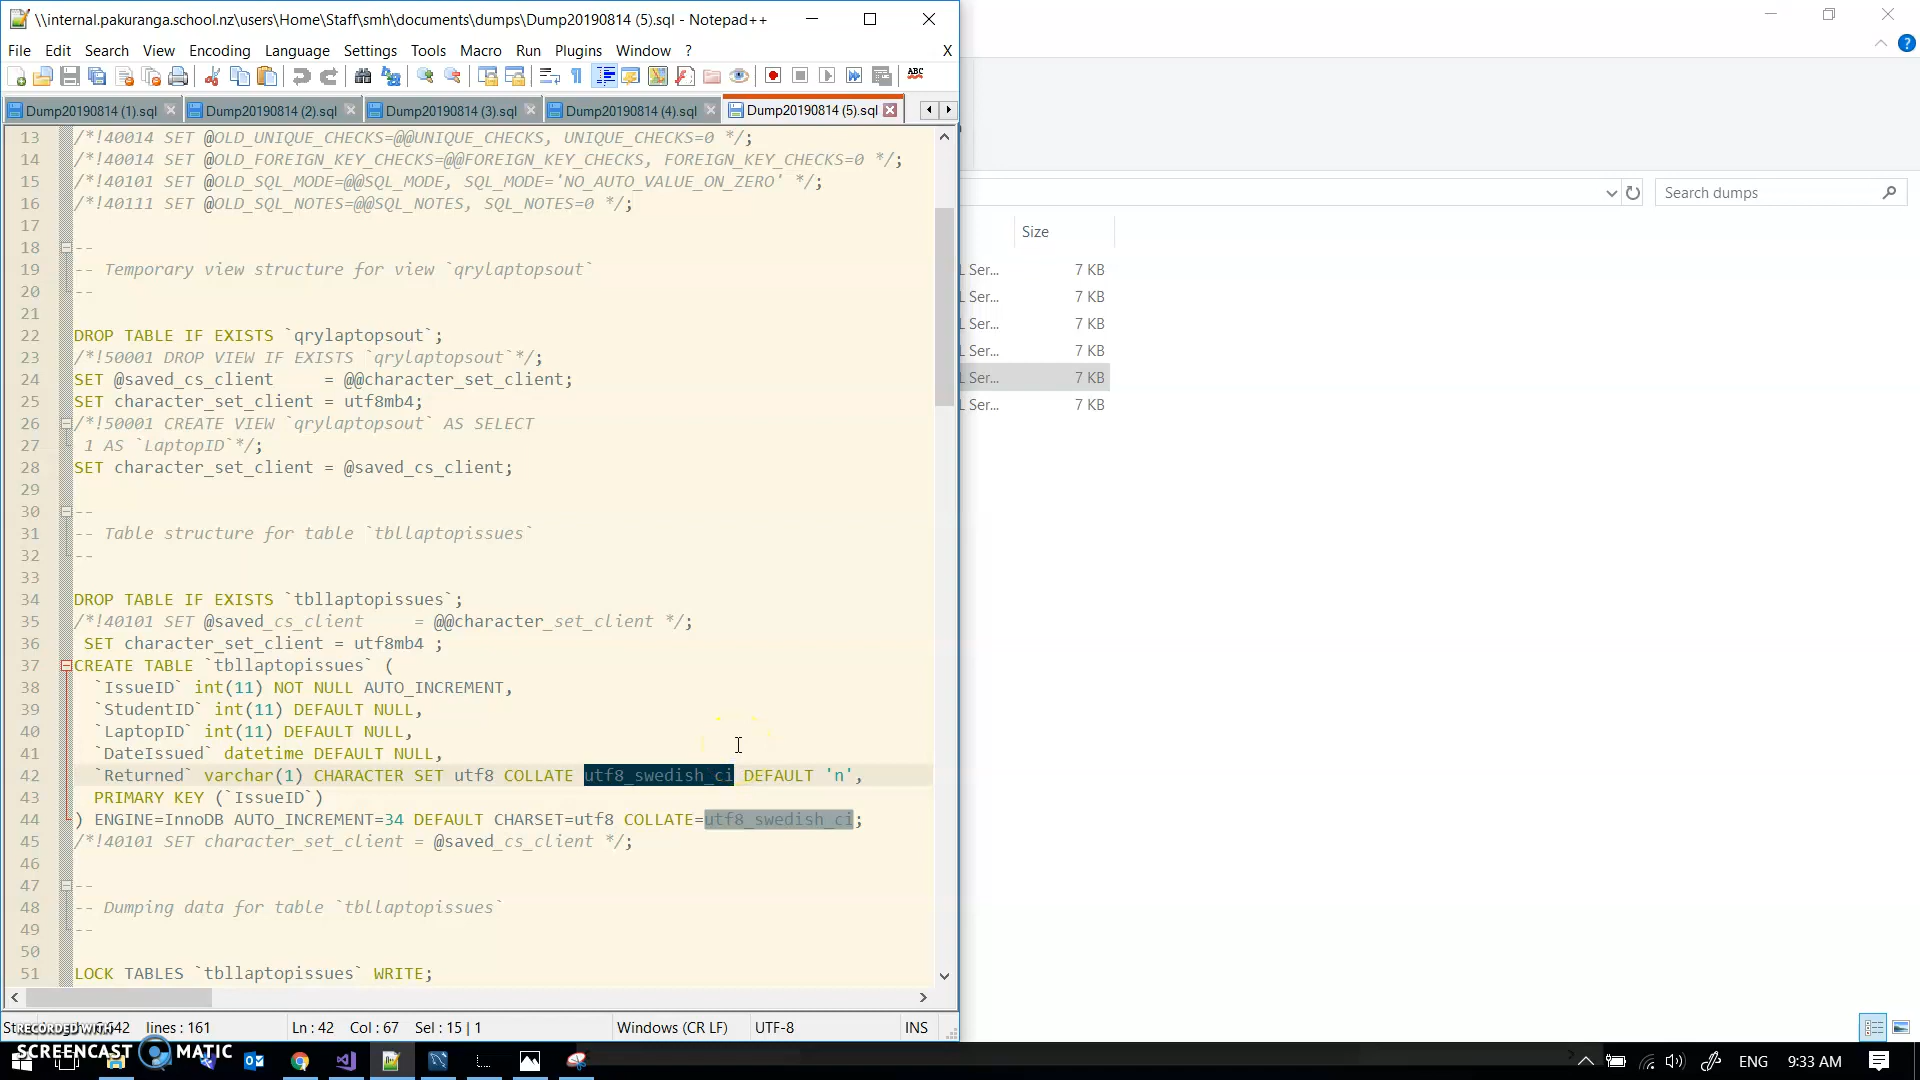 \\internal.pakuranga.school.nz\users\Home\Staff\smh\documents\dumps\Dump20190814 (5).sql - Notepad++
File Edit Search View Encoding Language Settings Tools Macro Run Plugins Window ? X
ABC
Dump20190814 (1).sql Dump20190814 (2).sql Dump20190814 (3).sql Dump20190814 (4).sql Dump20190814 (5).sql
13 /*!40014 SET @OLD_UNIQUE_CHECKS=@@UNIQUE_CHECKS, UNIQUE_CHECKS=0 */;
14 /*!40014 SET @OLD_FOREIGN_KEY_CHECKS=@@FOREIGN_KEY_CHECKS, FOREIGN_KEY_CHECKS=0 */;
15 /*!40101 SET @OLD_SQL_MODE=@@SQL_MODE, SQL_MODE='NO_AUTO_VALUE_ON_ZERO' */;
16 /*!40111 SET @OLD_SQL_NOTES=@@SQL_NOTES, SQL_NOTES=0 */;
17
18 --
19 -- Temporary view structure for view `qrylaptopsout`
20 --
21
22 DROP TABLE IF EXISTS `qrylaptopsout`;
23 /*!50001 DROP VIEW IF EXISTS `qrylaptopsout`*/;
24 SET @saved_cs_client     = @@character_set_client;
25 SET character_set_client = utf8mb4;
26 /*!50001 CREATE VIEW `qrylaptopsout` AS SELECT
27  1 AS `LaptopID`*/;
28 SET character_set_client = @saved_cs_client;
29
30 --
31 -- Table structure for table `tbllaptopissues`
32 --
33
34 DROP TABLE IF EXISTS `tbllaptopissues`;
35 /*!40101 SET @saved_cs_client     = @@character_set_client */;
36  SET character_set_client = utf8mb4 ;
37 CREATE TABLE `tbllaptopissues` (
38   `IssueID` int(11) NOT NULL AUTO_INCREMENT,
39   `StudentID` int(11) DEFAULT NULL,
40   `LaptopID` int(11) DEFAULT NULL,
41   `DateIssued` datetime DEFAULT NULL,
42   `Returned` varchar(1) CHARACTER SET utf8 COLLATE utf8_swedish_ci DEFAULT 'n',
43   PRIMARY KEY (`IssueID`)
44 ) ENGINE=InnoDB AUTO_INCREMENT=34 DEFAULT CHARSET=utf8 COLLATE=utf8_swedish_ci;
45 /*!40101 SET character_set_client = @saved_cs_client */;
46
47 --
48 -- Dumping data for table `tbllaptopissues`
49 --
50
51 LOCK TABLES `tbllaptopissues` WRITE;
lines : 161 Ln : 42 Col : 67 Sel : 15 | 1 Windows (CR LF) UTF-8 INS
Search dumps
Size
L Ser... 7 KB
L Ser... 7 KB
L Ser... 7 KB
L Ser... 7 KB
L Ser... 7 KB
L Ser... 7 KB
RECORDED WITH
SCREENCAST MATIC
ENG 9:33 AM